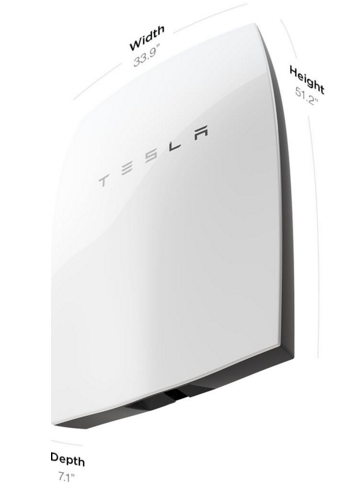 Width
33.9"
Height
51.2"
TESLA
Depth
7.1"